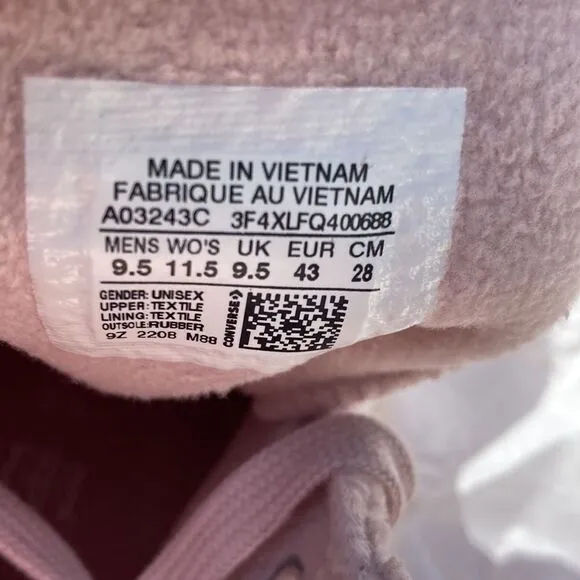 MADE IN VIETNAM
FABRIQUE AU VIETNAM
A03243C 3F4XLFQ400688
MENS WO'S UK EUR CM
9.5 11.5 9.5 43 28
GENDER: UNISEX
UPPER: TEXTILE
LINING: TEXTILE
OUTSOLE: RUBBER
9Z 2208 M88
CONVERSE